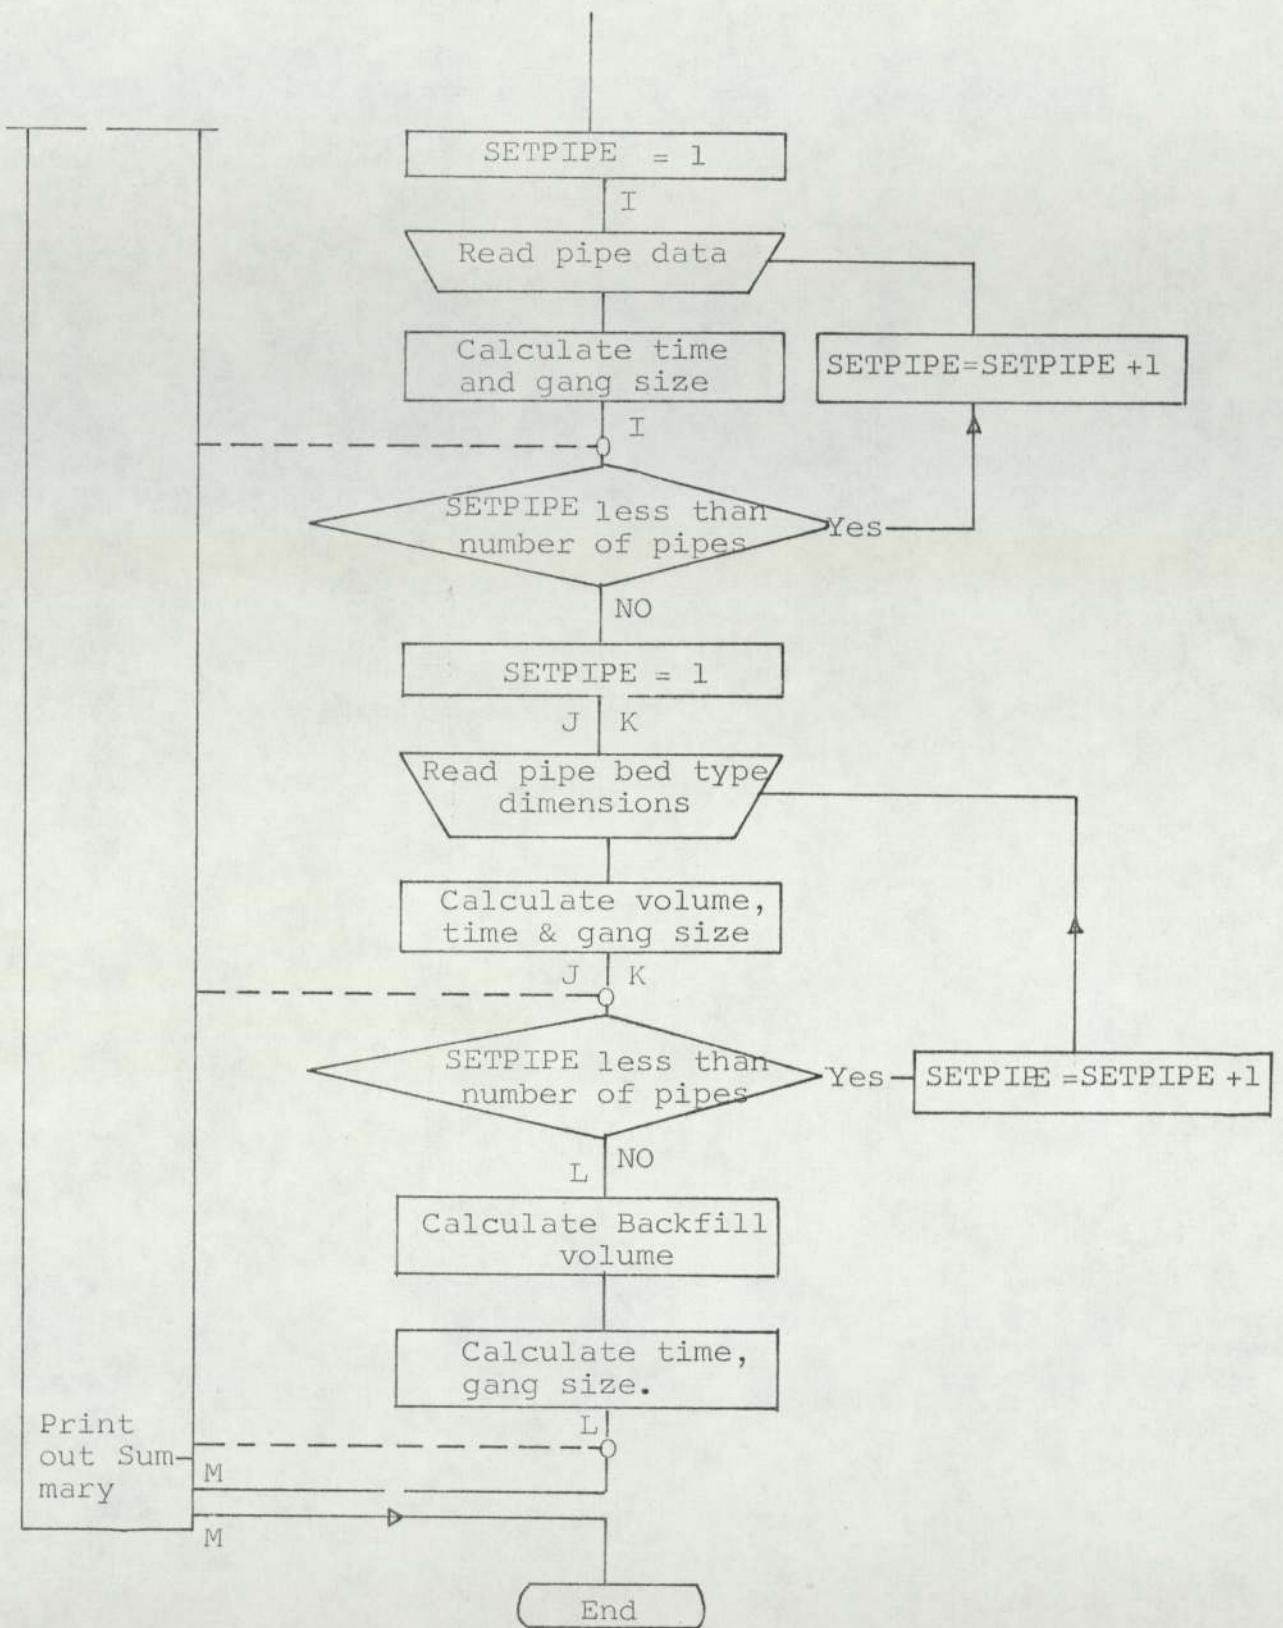 SETPIPE = 1
I
Read pipe data
Calculate time
and gang size
SETPIPE=SETPIPE +1
I
SETPIPE less than
number of pipes
Yes
NO
SETPIPE = 1
J K
Read pipe bed type
dimensions
Calculate volume,
time & gang size
J K
SETPIPE less than
number of pipes
Yes
SETPIPE =SETPIPE +1
NO
L
Calculate Backfill
volume
Calculate time,
gang size.
L
Print
out Sum-
mary
M
M
End